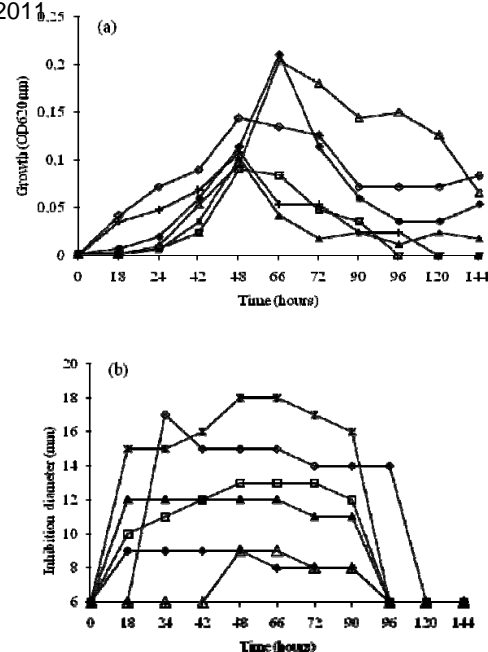 2011
(a)
0,25
0,2
0,15
0,1
0,05
0
Growth (OD620nm)
0 18 24 42 48 66 72 90 96 120 144
Time (hours)
(b)
20
18
16
14
12
10
8
6
Inhibition diameter (mm)
0 18 24 42 48 66 72 90 96 120 144
Time (hours)